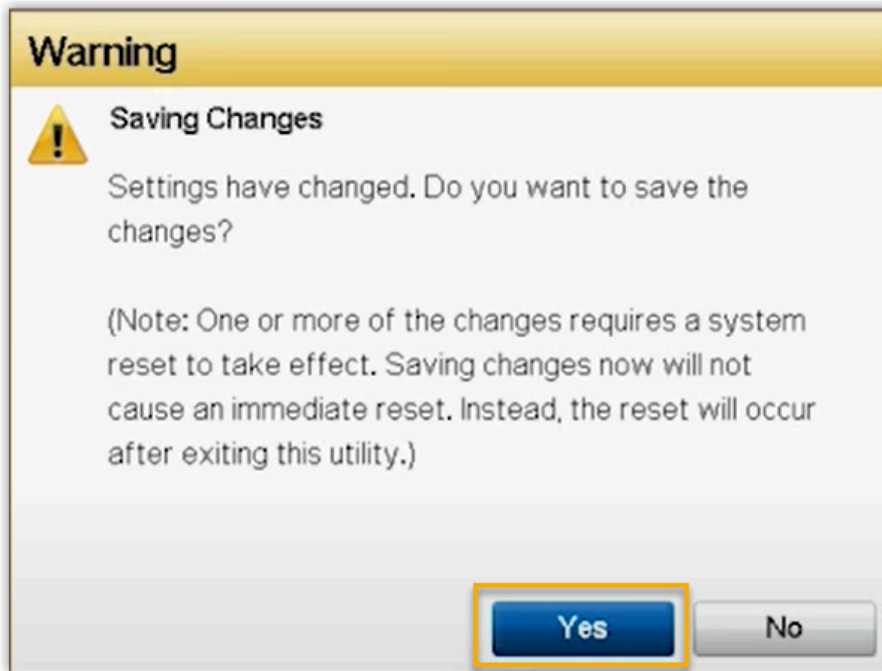 Warning
Saving Changes
Settings have changed. Do you want to save the
changes?
(Note: One or more of the changes requires a system
reset to take effect. Saving changes now will not
cause an immediate reset. Instead, the reset will occur
after exiting this utility.)
Yes No